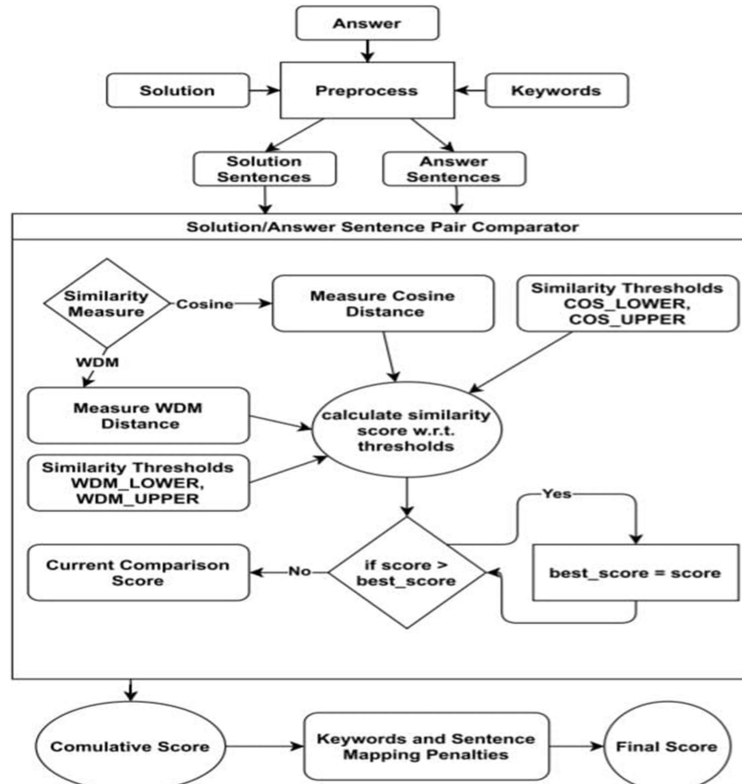 Answer
Solution
Preprocess
Keywords
Solution
Sentences
Answer
Sentences
Solution/Answer Sentence Pair Comparator
Similarity
Measure
Cosine
Measure Cosine
Distance
Similarity Thresholds
COS_LOWER,
COS_UPPER
WDM
Measure WDM
Distance
calculate similarity
score w.r.t.
thresholds
Similarity Thresholds
WDM_LOWER,
WDM_UPPER
Yes
Current Comparison
Score
No
if score >
best_score
best_score = score
Comulative Score
Keywords and Sentence
Mapping Penalties
Final Score